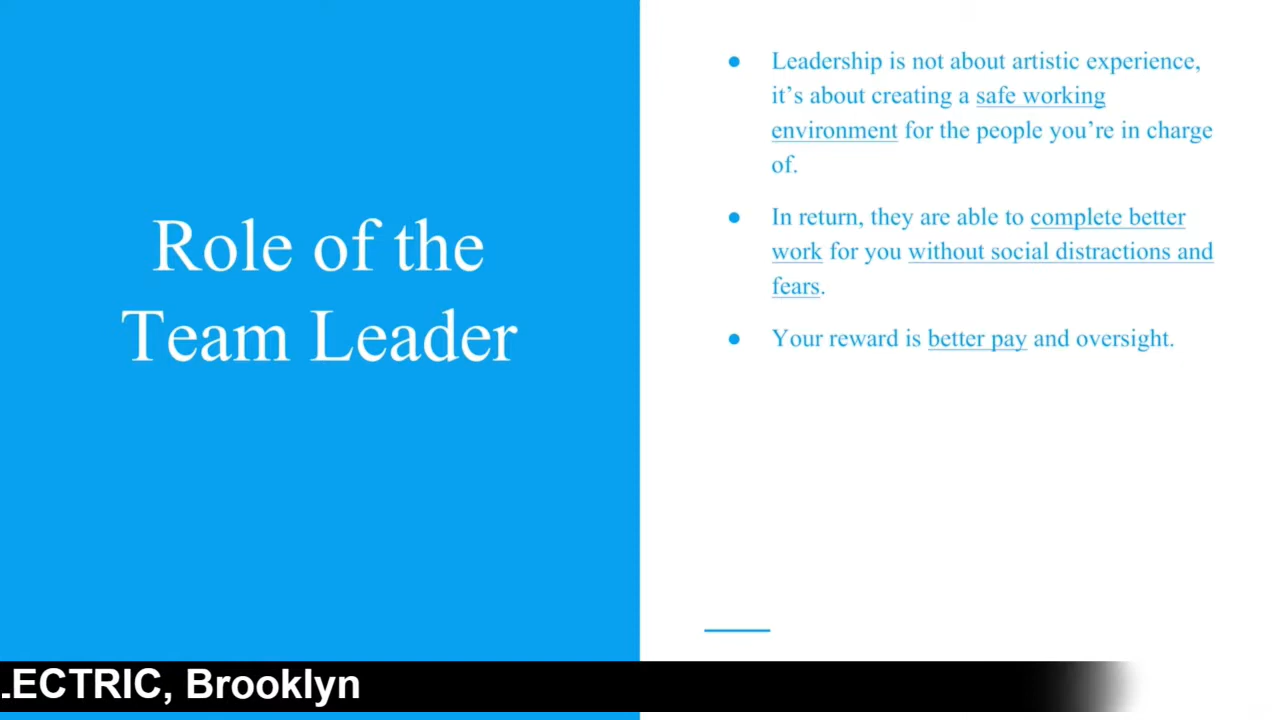 Role of the
Team Leader
● Leadership is not about artistic experience,
it’s about creating a safe working
environment for the people you’re in charge
of.
● In return, they are able to complete better
work for you without social distractions and
fears.
● Your reward is better pay and oversight.
ECTRIC, Brooklyn